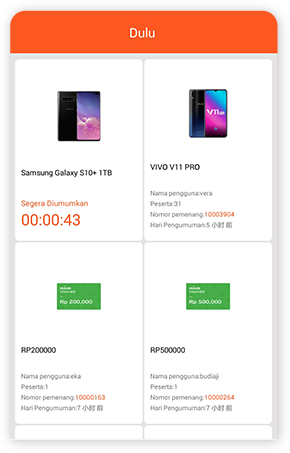 Dulu
V11
Samsung Galaxy S10+ 1TB
Segera Diumumkan
00:00:43
VIVO V11 PRO
Nama pengguna:vera
Peserta:31
Nomor pemenang:10003904
Hari Pengumuman:5 小时 前
Rp 200,000
RP200000
Nama pengguna:eka
Peserta:1
Nomor pemenang:10000163
Hari Pengumuman:7 小时 前
Rp 500,000
RP500000
Nama pengguna:budiaji
Peserta:1
Nomor pemenang:10000264
Hari Pengumuman:7 小时 前